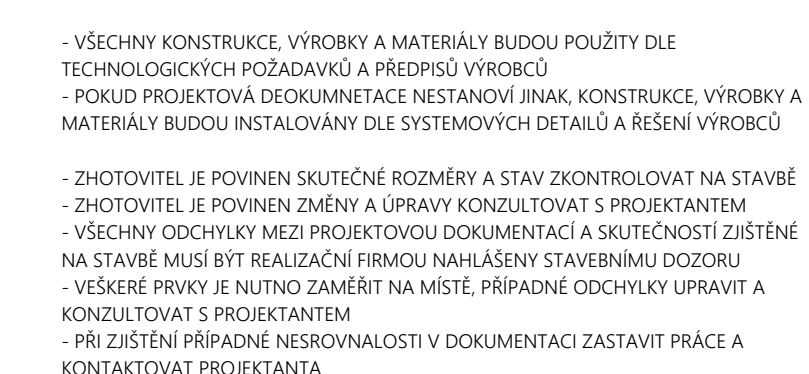 - VŠECHNY KONSTRUKCE, VÝROBKY A MATERIÁLY BUDOU POUŽITY DLE
TECHNOLOGICKÝCH POŽADAVKŮ A PŘEDPISŮ VÝROBCŮ
- POKUD PROJEKTOVÁ DEOKUMNETACE NESTANOVÍ JINAK, KONSTRUKCE, VÝROBKY A
MATERIÁLY BUDOU INSTALOVÁNY DLE SYSTEMOVÝCH DETAILŮ A ŘEŠENÍ VÝROBCŮ
- ZHOTOVITEL JE POVINEN SKUTEČNÉ ROZMĚRY A STAV ZKONTROLOVAT NA STAVBĚ
- ZHOTOVITEL JE POVINEN ZMĚNY A ÚPRAVY KONZULTOVAT S PROJEKTANTEM
- VŠECHNY ODCHYLKY MEZI PROJEKTOVOU DOKUMENTACÍ A SKUTEČNOSTÍ ZJIŠTĚNÉ
NA STAVBĚ MUSÍ BÝT REALIZAČNÍ FIRMOU NAHLÁŠENY STAVEBNÍMU DOZORU
- VEŠKERÉ PRVKY JE NUTNO ZAMĚŘIT NA MÍSTĚ, PŘÍPADNÉ ODCHYLKY UPRAVIT A
KONZULTOVAT S PROJEKTANTEM
- PŘI ZJIŠTĚNÍ PŘÍPADNÉ NESROVNALOSTI V DOKUMENTACI ZASTAVIT PRÁCE A
KONTAKTOVAT PROJEKTANTA